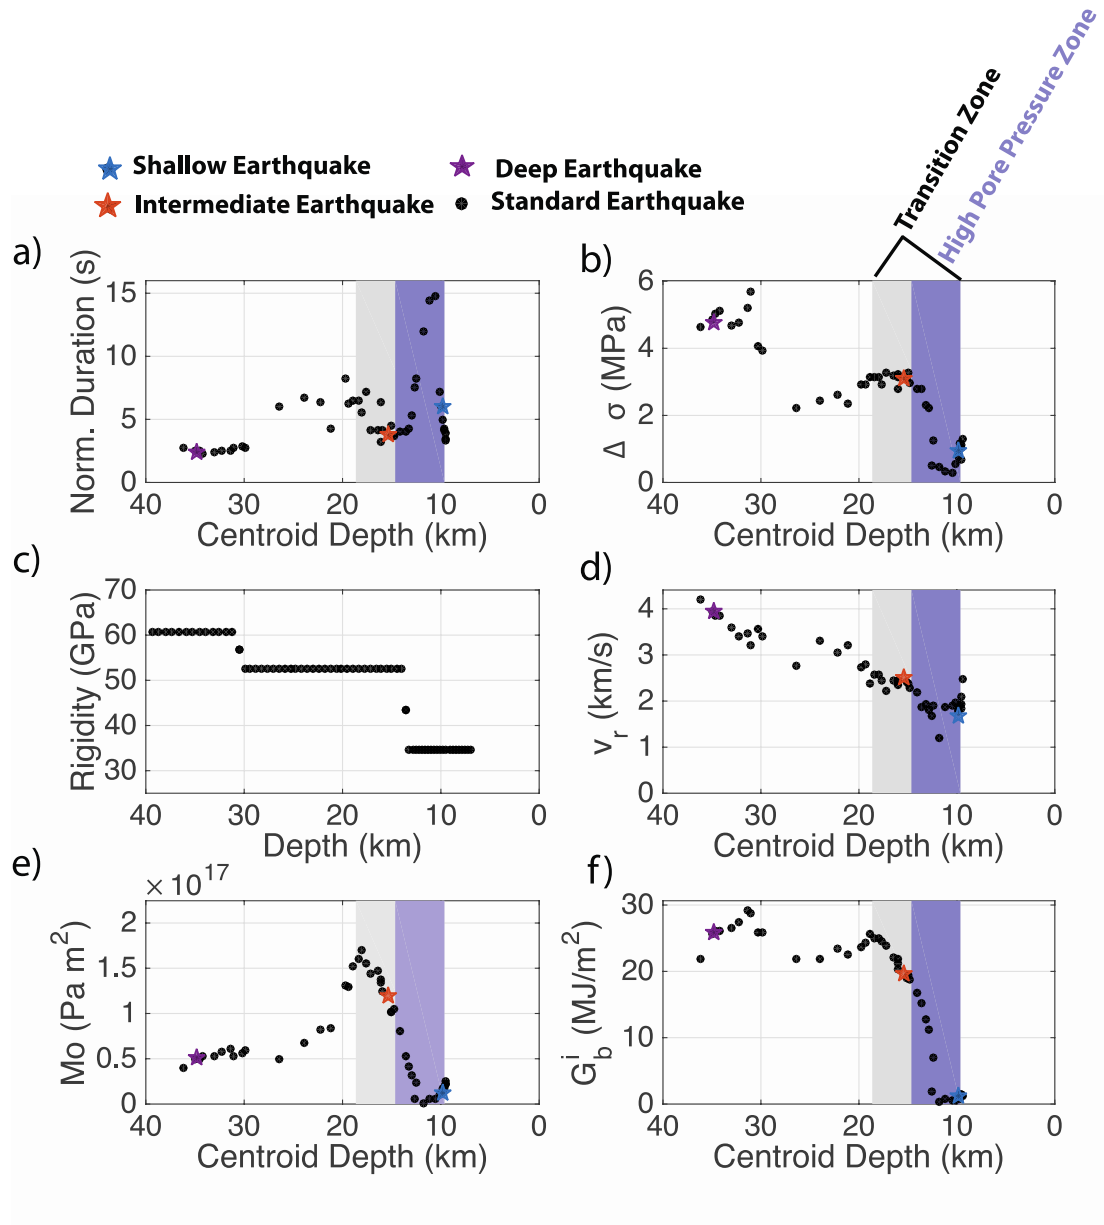 Transition Zone
High Pore Pressure Zone
Shallow Earthquake
Deep Earthquake
Intermediate Earthquake
Standard Earthquake
a)
Norm. Duration (s)
15
10
5
0
40 30 20 10 0
Centroid Depth (km)
b)
Δ σ (MPa)
6
4
2
0
40 30 20 10 0
Centroid Depth (km)
c)
Rigidity (GPa)
70
60
50
40
30
40 30 20 10 0
Depth (km)
d)
v_r (km/s)
4
3
2
1
0
40 30 20 10 0
Centroid Depth (km)
e)
× 10^17
Mo (Pa m²)
2
1.5
1
0.5
0
40 30 20 10 0
Centroid Depth (km)
f)
G_b^i (MJ/m²)
30
20
10
0
40 30 20 10 0
Centroid Depth (km)